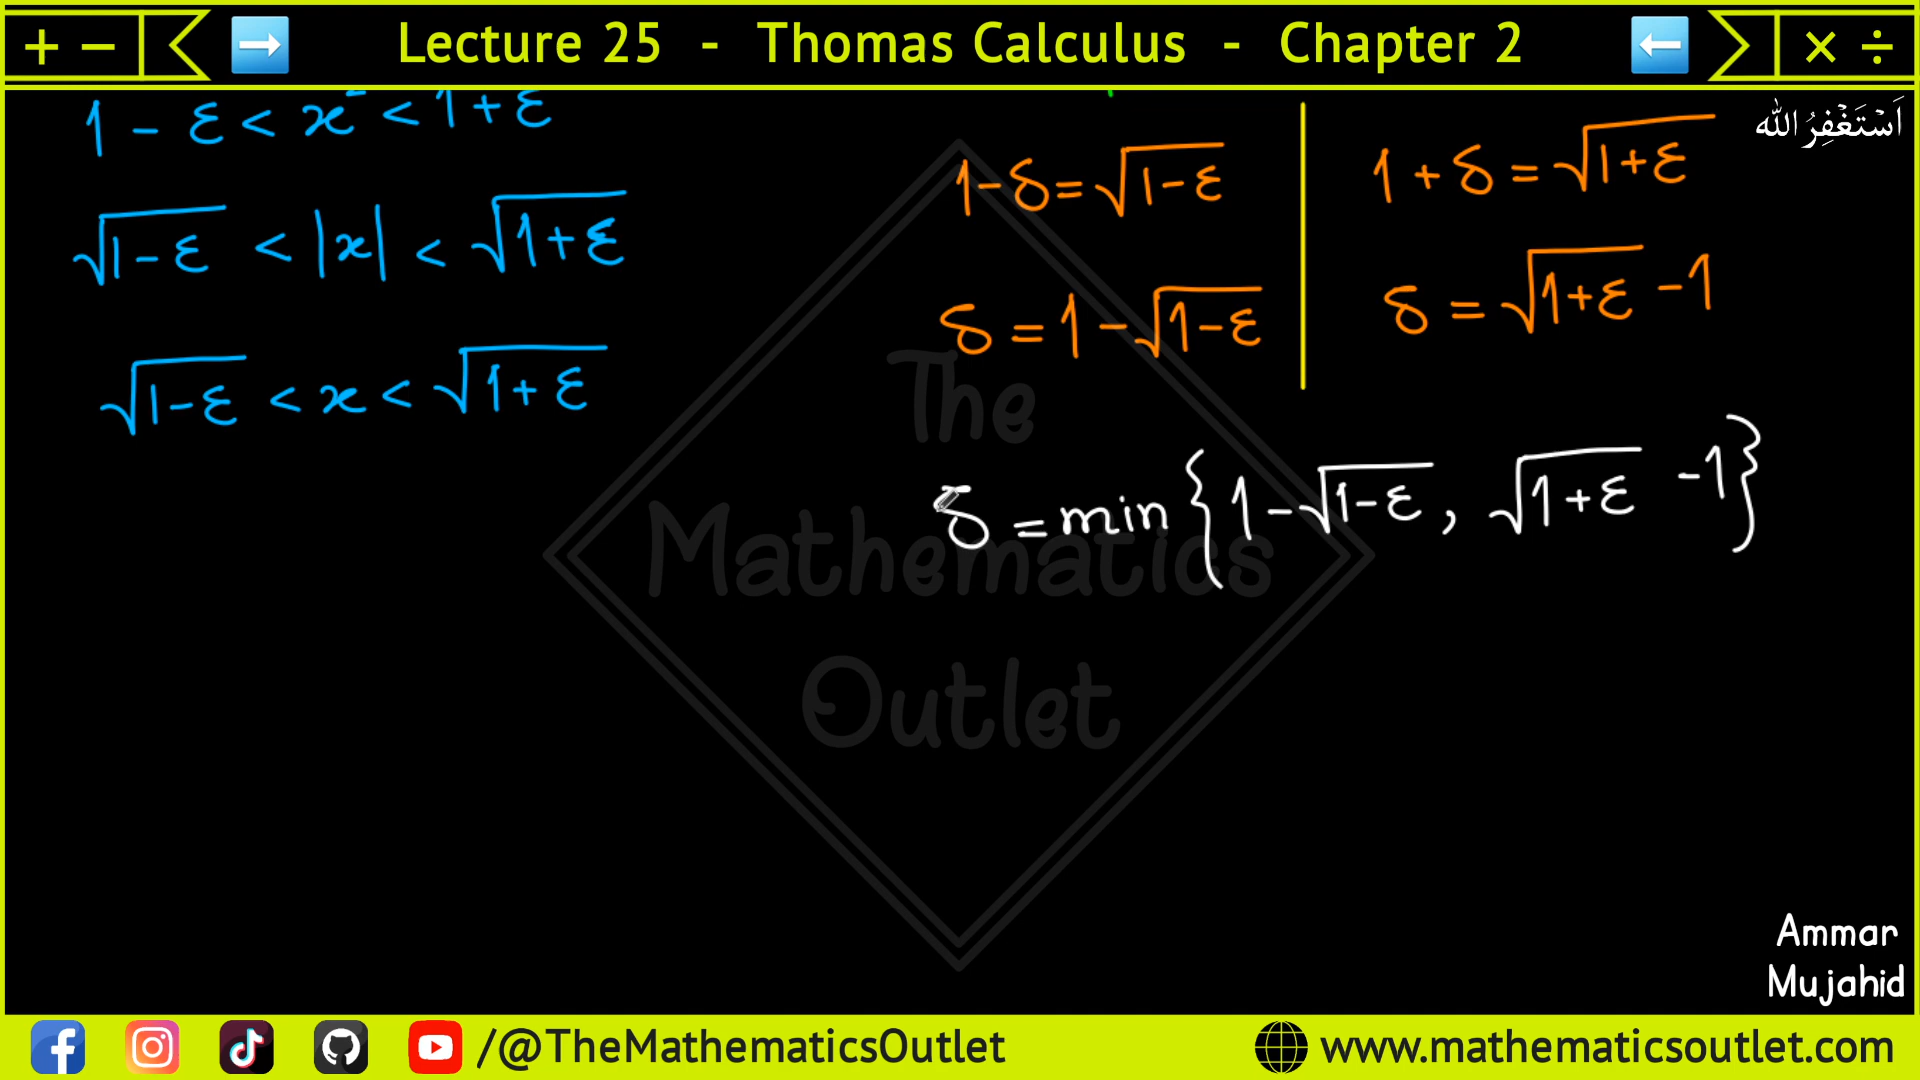 + − Lecture 25 - Thomas Calculus - Chapter 2 × ÷
اَسْتَغْفِرُ اللّٰه
1 - ε < x² < 1 + ε
√(1-ε) < |x| < √(1+ε)
√(1-ε) < x < √(1+ε)
1 - δ = √(1-ε)
δ = 1 - √(1-ε)
1 + δ = √(1+ε)
δ = √(1+ε) - 1
δ = min {1 - √(1-ε), √(1+ε) - 1}
The
Mathematics
Outlet
Ammar
Mujahid
/@TheMathematicsOutlet www.mathematicsoutlet.com